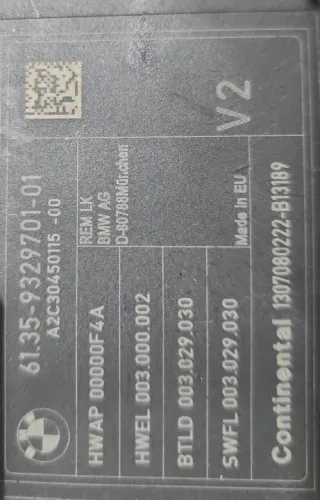 BMW
61.35-9329701-01
A2C30450115 -00
REM LK
BMW AG
D-80788München
HWAP 00000F4A
HWEL 003.000.002
BTLD 003.029.030
SWFL 003.029.030
Made in EU
V2
Continental 1307080222-B13189